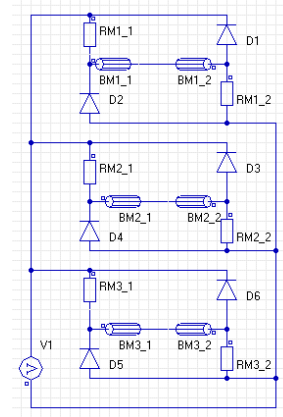 RM1_1
D1
BM1_1
BM1_2
D2
RM1_2
RM2_1
D3
BM2_1
BM2_2
D4
RM2_2
RM3_1
D6
V1
BM3_1
BM3_2
D5
RM3_2
V